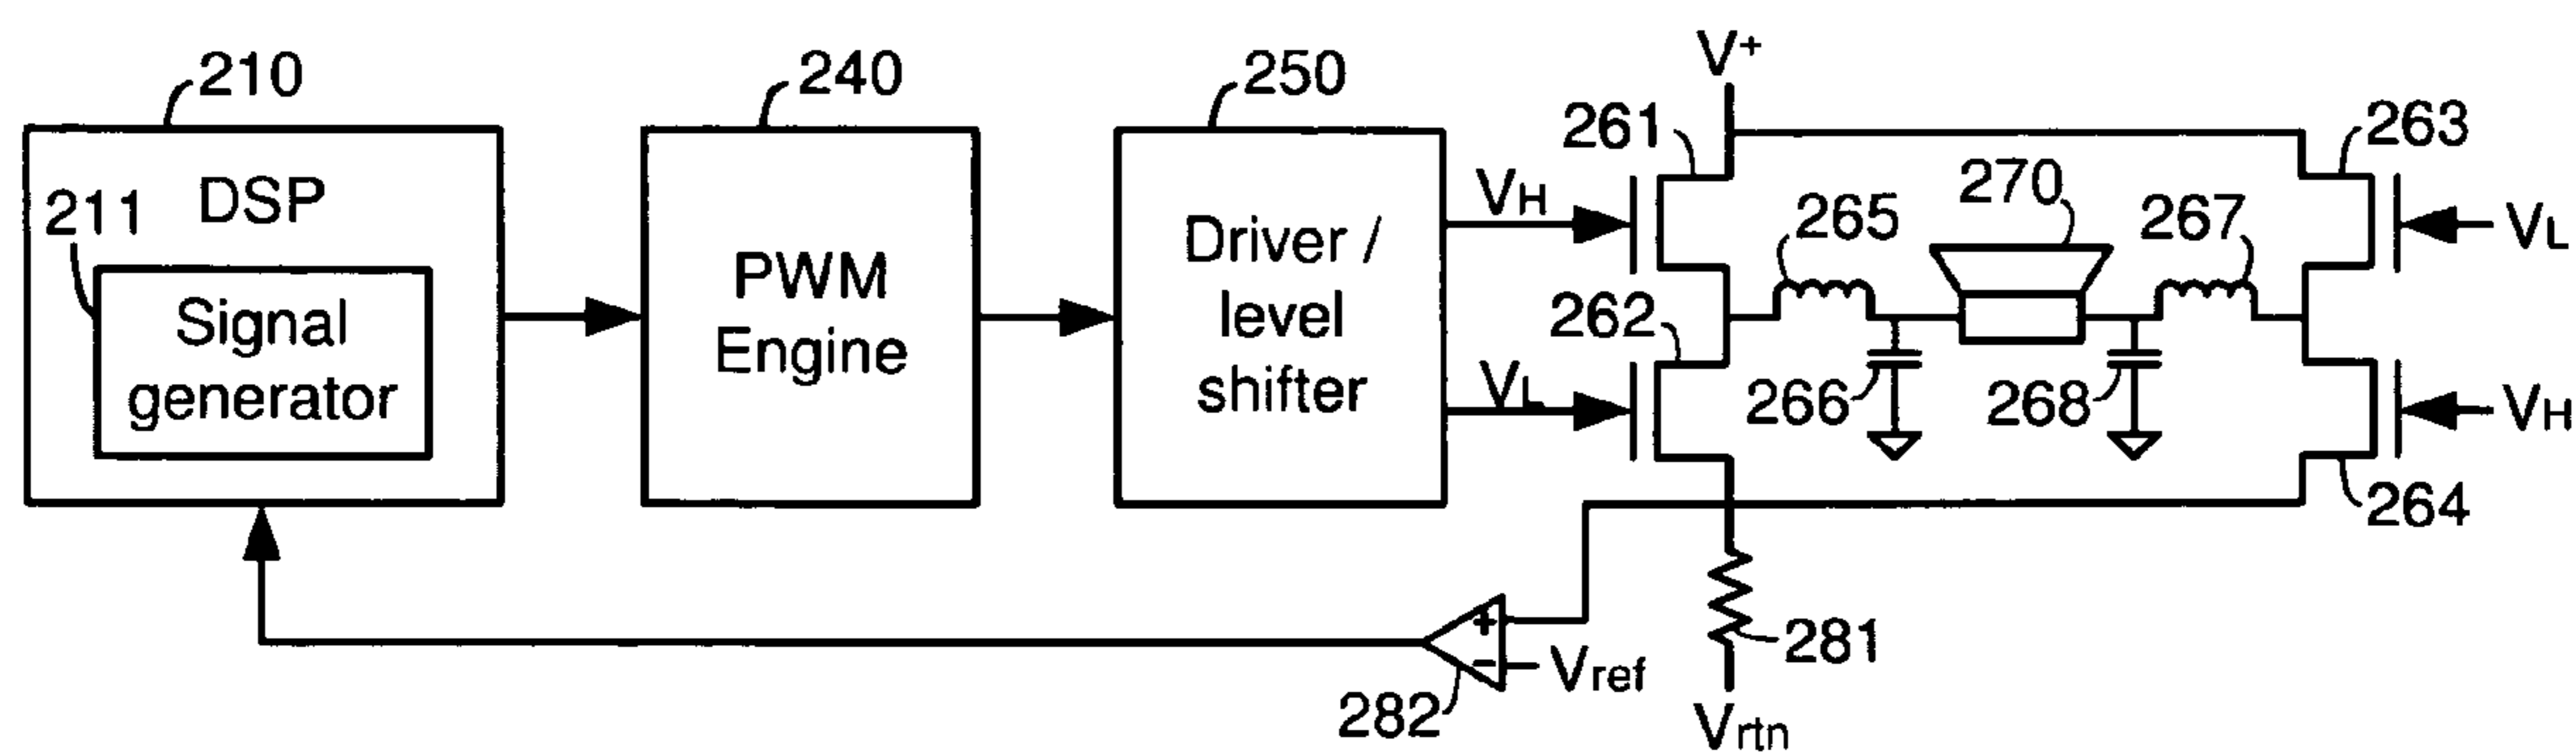 210
DSP
211
Signal
generator
240
PWM
Engine
250
Driver /
level
shifter
VH
VL
V+
261
262
263
264
265
266
267
268
270
VL
VH
281
282
+
−
Vref
Vrtn